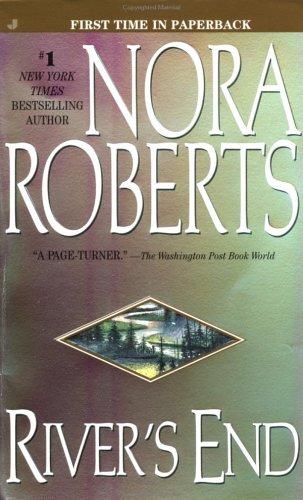 J
FIRST TIME IN PAPERBACK
#1
NEW YORK
TIMES
BESTSELLING
AUTHOR
NORA
ROBERTS
"A PAGE-TURNER."—The Washington Post Book World
RIVER'S END